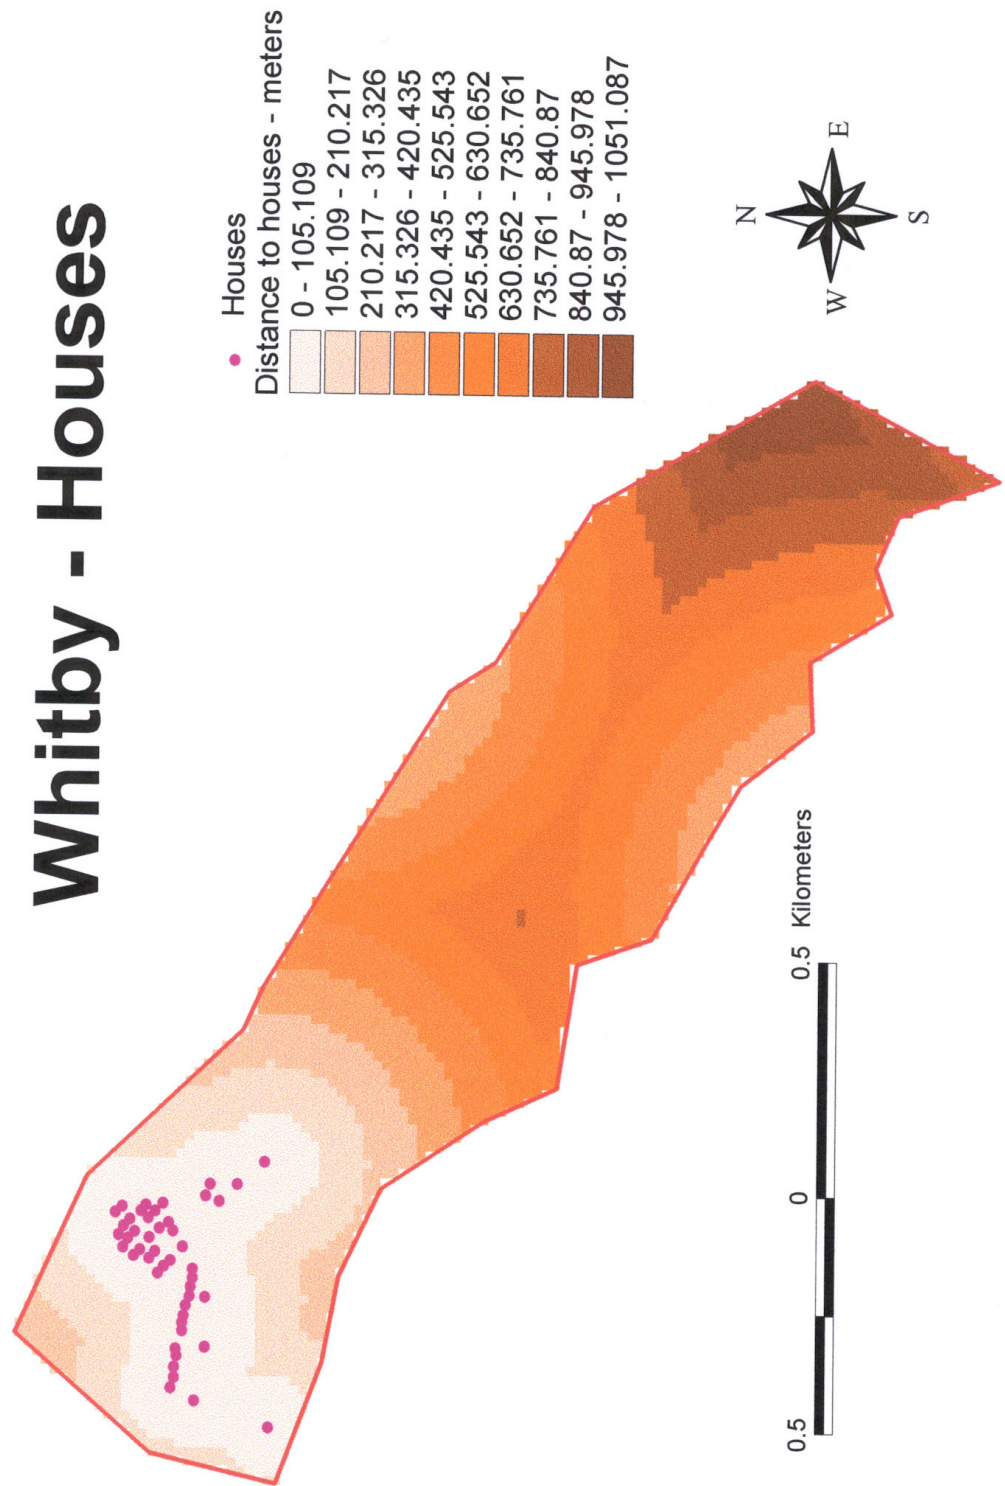 Whitby - Houses
Houses
Distance to houses - meters
0 - 105.109
105.109 - 210.217
210.217 - 315.326
315.326 - 420.435
420.435 - 525.543
525.543 - 630.652
630.652 - 735.761
735.761 - 840.87
840.87 - 945.978
945.978 - 1051.087
N
W
E
S
0.5
0
0.5 Kilometers